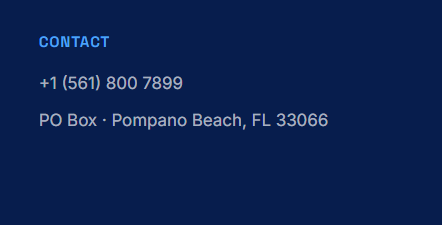 CONTACT
+1 (561) 800 7899
PO Box · Pompano Beach, FL 33066